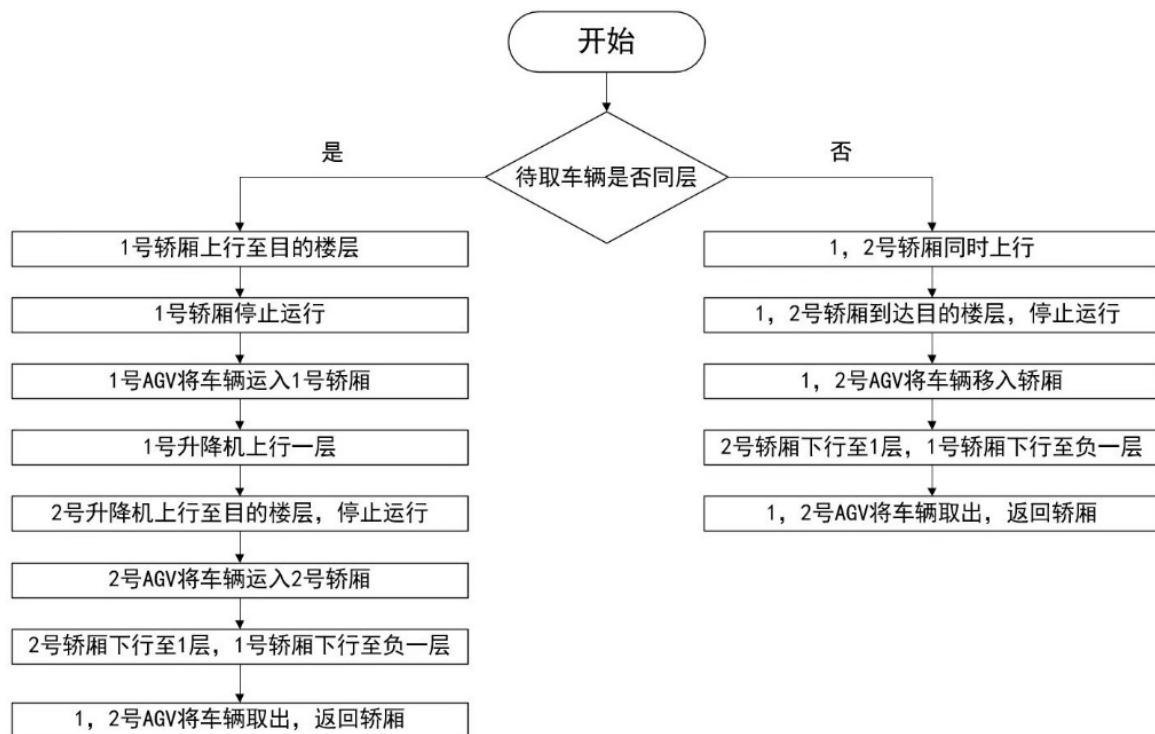 开始
待取车辆是否同层
是
否
1号轿厢上行至目的楼层
1号轿厢停止运行
1号AGV将车辆运入1号轿厢
1号升降机上行一层
2号升降机上行至目的楼层，停止运行
2号AGV将车辆运入2号轿厢
2号轿厢下行至1层，1号轿厢下行至负一层
1，2号AGV将车辆取出，返回轿厢
1，2号轿厢同时上行
1，2号轿厢到达目的楼层，停止运行
1，2号AGV将车辆移入轿厢
2号轿厢下行至1层，1号轿厢下行至负一层
1，2号AGV将车辆取出，返回轿厢